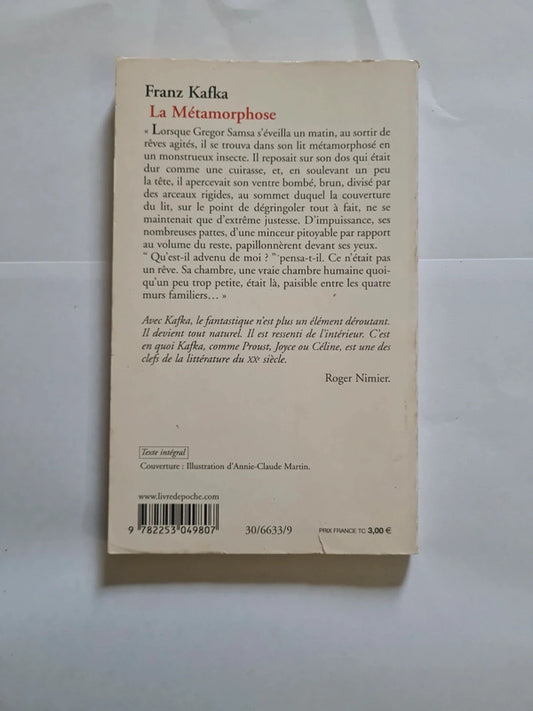 Franz Kafka
La Métamorphose
« Lorsque Gregor Samsa s'éveilla un matin, au sortir de
rêves agités, il se trouva dans son lit métamorphosé en
un monstrueux insecte. Il reposait sur son dos qui était
dur comme une cuirasse, et, en soulevant un peu
la tête, il apercevait son ventre bombé, brun, divisé par
des arceaux rigides, au sommet duquel la couverture
du lit, sur le point de dégringoler tout à fait, ne se
maintenait que d'extrême justesse. D'impuissance, ses
nombreuses pattes, d'une minceur pitoyable par rapport
au volume du reste, papillonnèrent devant ses yeux.
“ Qu'est-il advenu de moi ? ” pensa-t-il. Ce n'était pas
un rêve. Sa chambre, une vraie chambre humaine quoi-
qu'un peu trop petite, était là, paisible entre les quatre
murs familiers… »
Avec Kafka, le fantastique n'est plus un élément déroutant.
Il devient tout naturel. Il est ressenti de l'intérieur. C'est
en quoi Kafka, comme Proust, Joyce ou Céline, est une des
clefs de la littérature du XXe siècle.
Roger Nimier.
Texte intégral
Couverture : Illustration d'Annie-Claude Martin.
www.livredepoche.com
9 782253 049807
30/6633/9
PRIX FRANCE TC 3,00 €